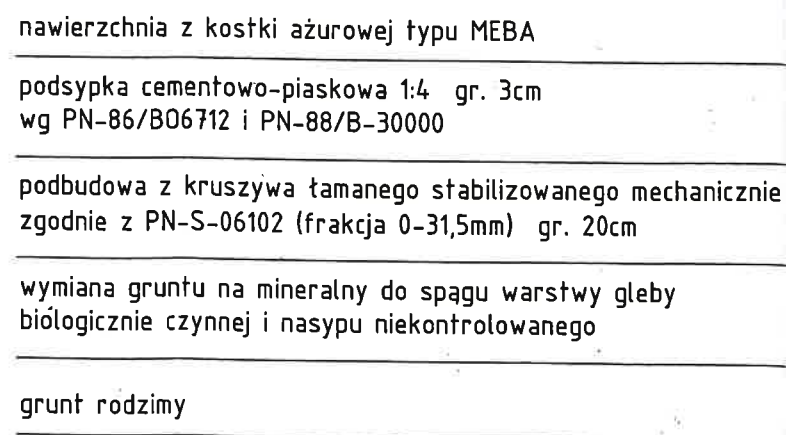 nawierzchnia z kostki ażurowej typu MEBA
podsypka cementowo-piaskowa 1:4 gr. 3cm
wg PN-86/B06712 i PN-88/B-30000
podbudowa z kruszywa łamanego stabilizowanego mechanicznie
zgodnie z PN-S-06102 (frakcja 0-31,5mm) gr. 20cm
wymiana gruntu na mineralny do spągu warstwy gleby
biologicznie czynnej i nasypu niekontrolowanego
grunt rodzimy